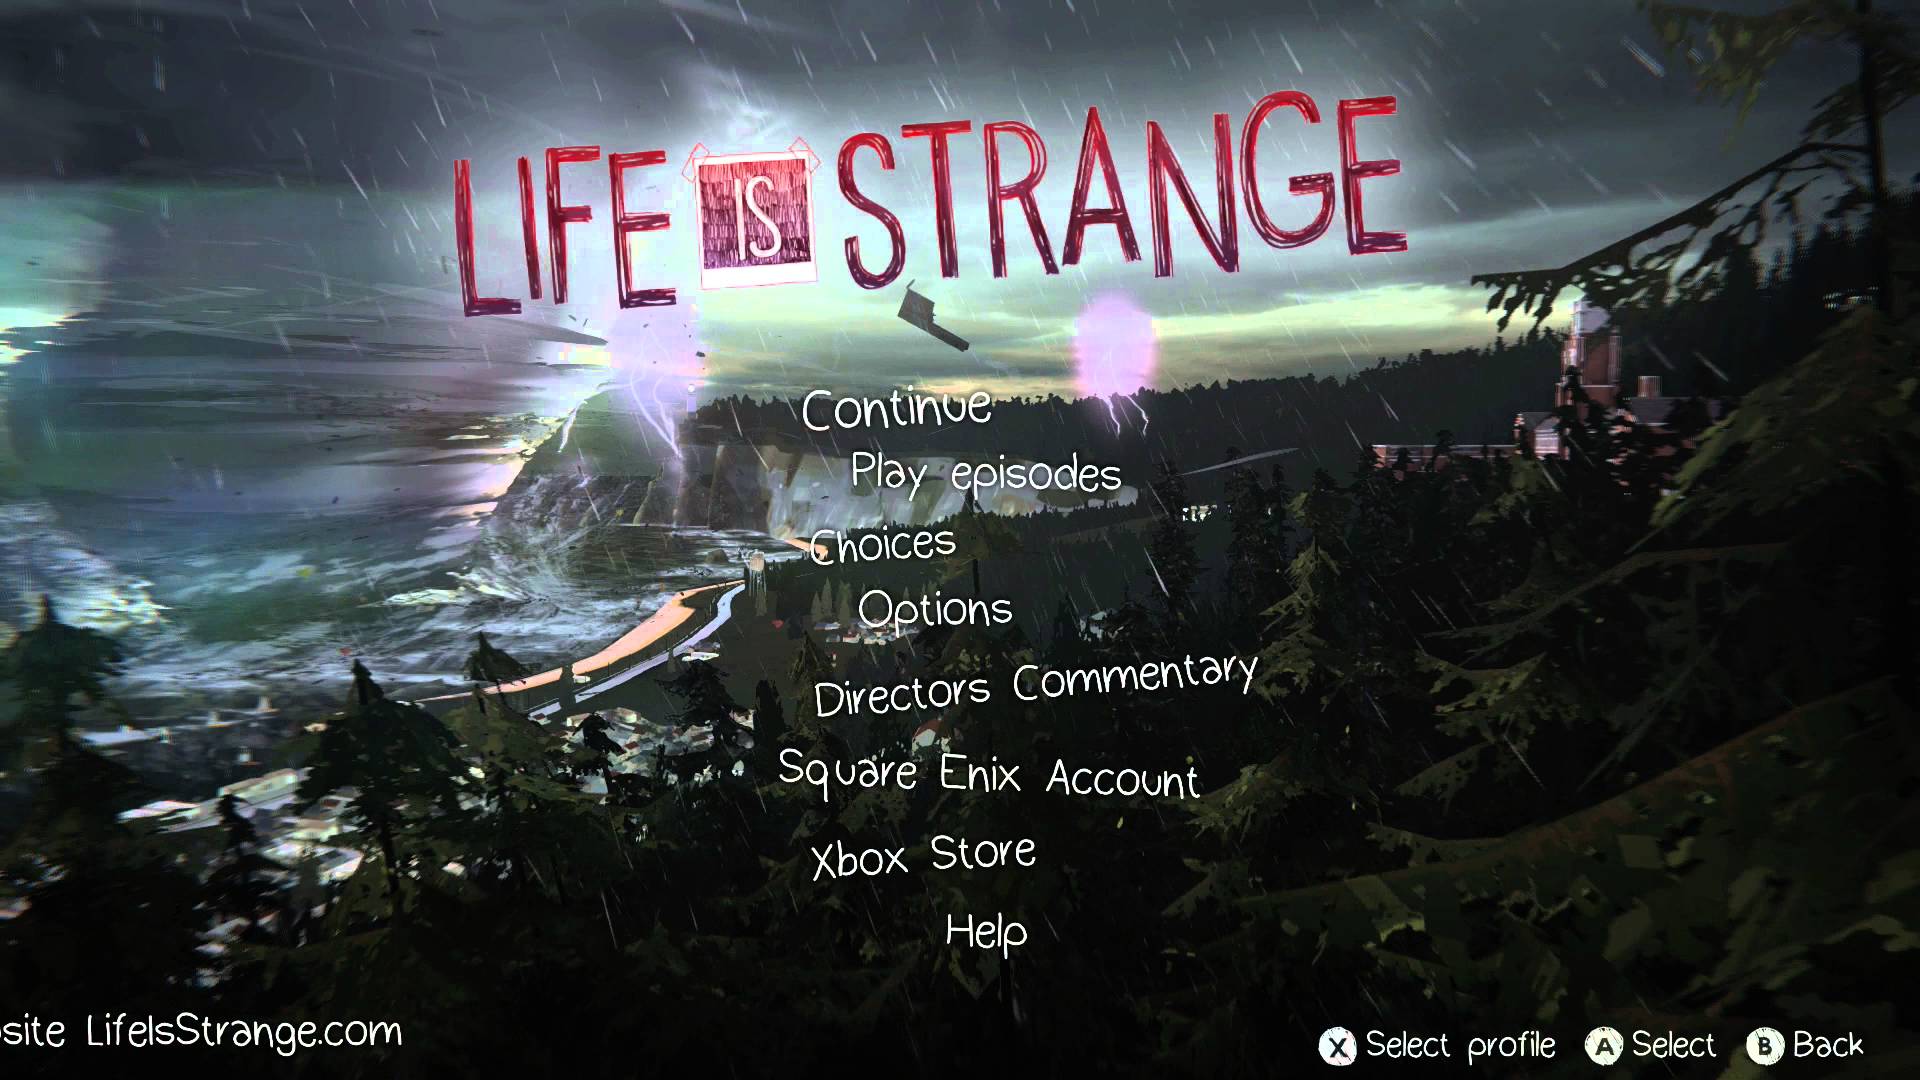 LIFE IS STRANGE
Continue
Play episodes
Choices
Options
Directors Commentary
Square Enix Account
Xbox Store
Help
LifeIsStrange.com
X Select profile A Select B Back